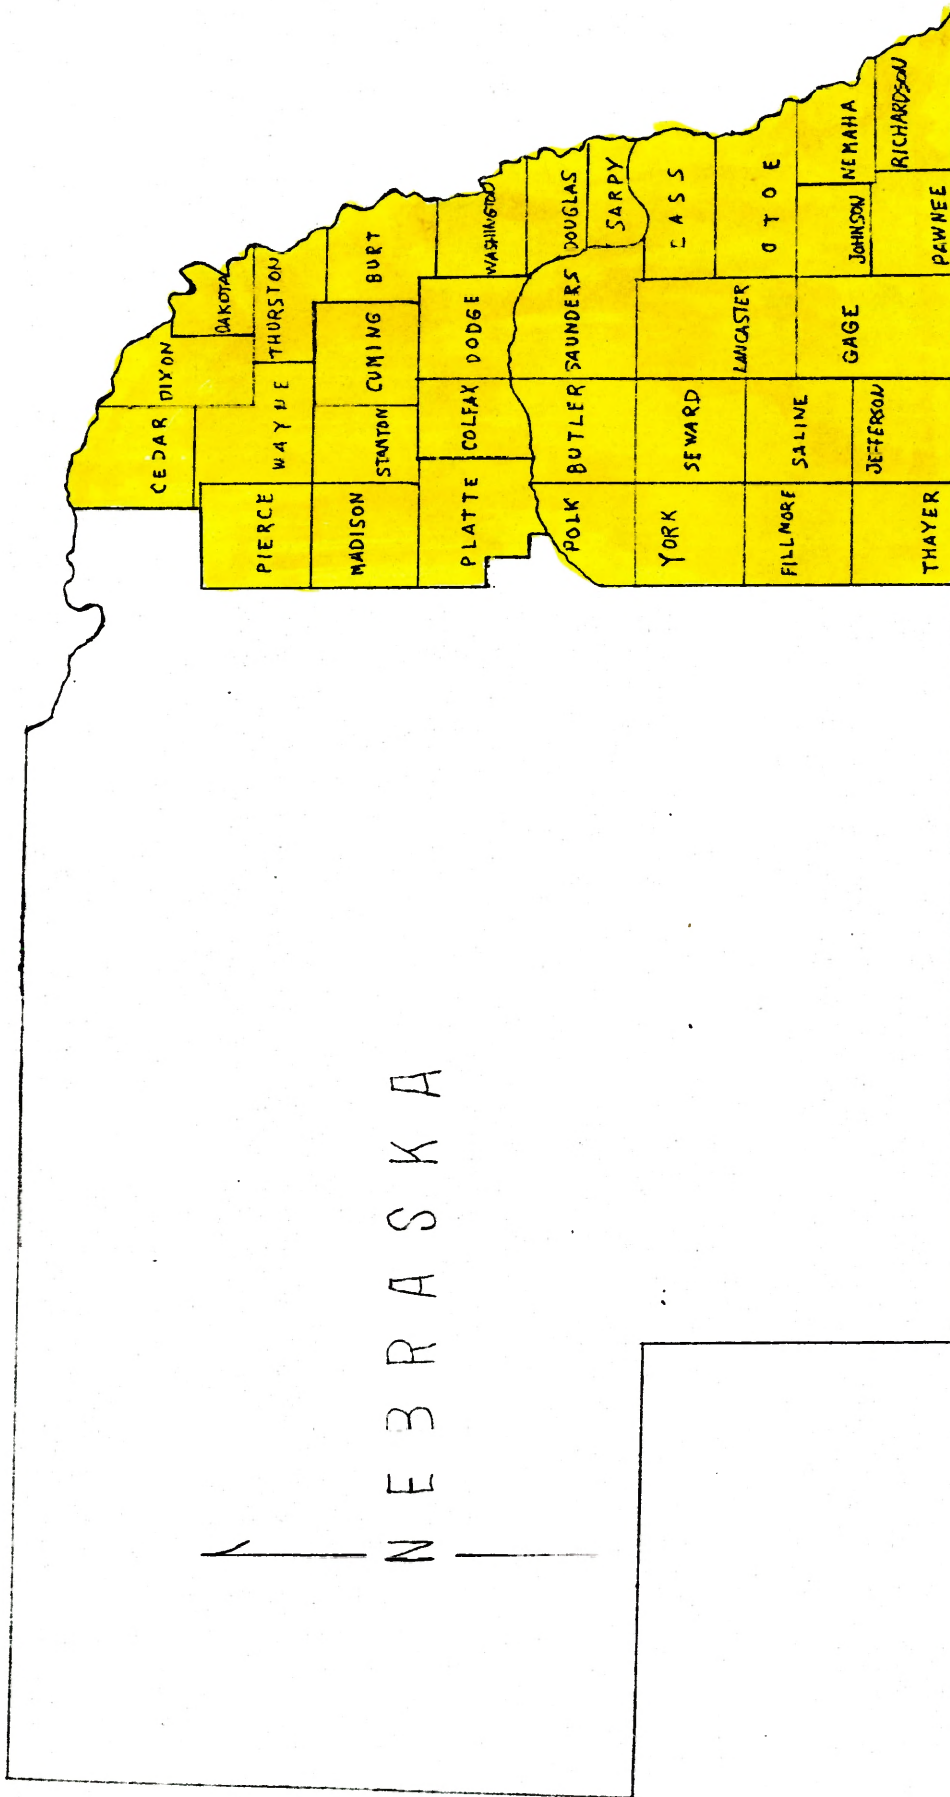 NEBRASKA
CEDAR
DIXON
DAKOTA
PIERCE
WAYNE
THURSTON
MADISON
STANTON
CUMING
BURT
PLATTE
COLFAX
DODGE
WASHINGTON
POLK
BUTLER
SAUNDERS
DOUGLAS
SARPY
YORK
SEWARD
LANCASTER
CASS
OTOE
FILLMORE
SALINE
GAGE
JOHNSON
NEMAHA
THAYER
JEFFERSON
PAWNEE
RICHARDSON